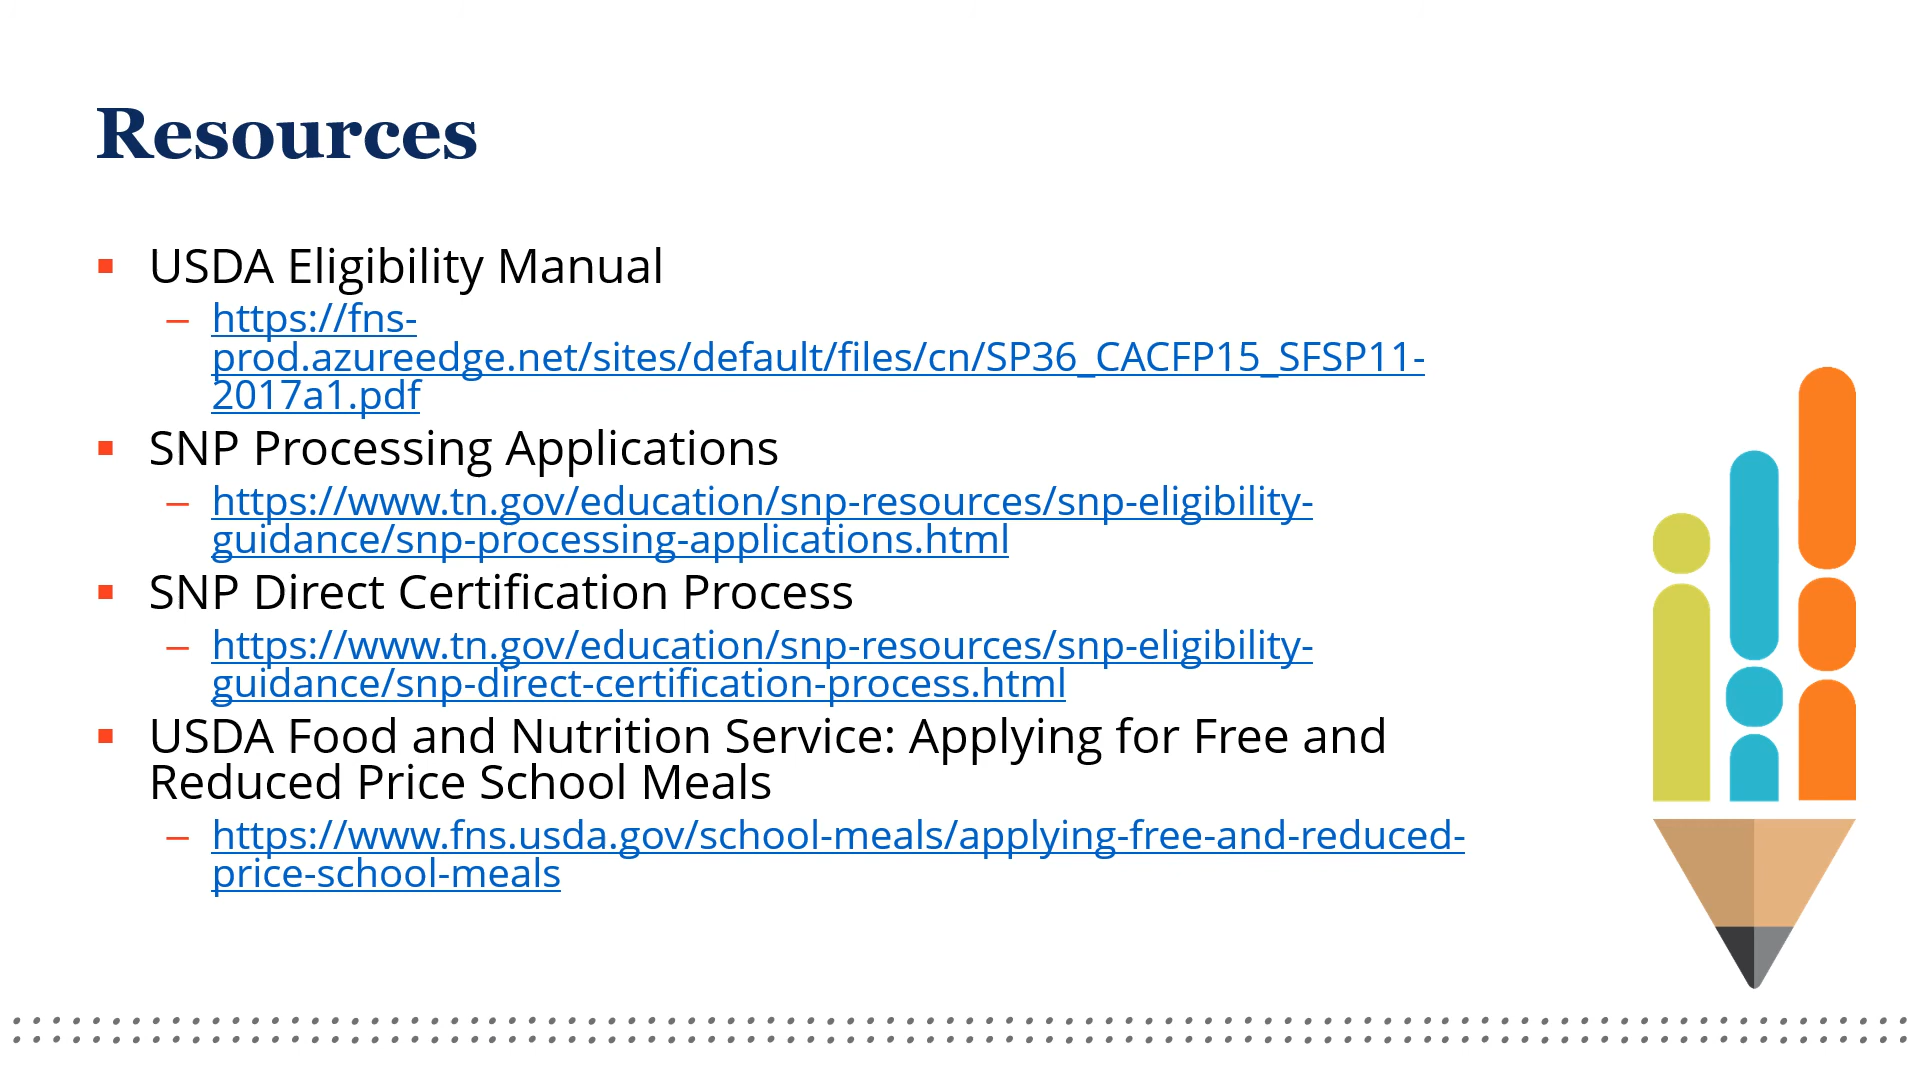 Resources
▪ USDA Eligibility Manual
– https://fns-
prod.azureedge.net/sites/default/files/cn/SP36_CACFP15_SFSP11-
2017a1.pdf
▪ SNP Processing Applications
– https://www.tn.gov/education/snp-resources/snp-eligibility-
guidance/snp-processing-applications.html
▪ SNP Direct Certification Process
– https://www.tn.gov/education/snp-resources/snp-eligibility-
guidance/snp-direct-certification-process.html
▪ USDA Food and Nutrition Service: Applying for Free and
Reduced Price School Meals
– https://www.fns.usda.gov/school-meals/applying-free-and-reduced-
price-school-meals